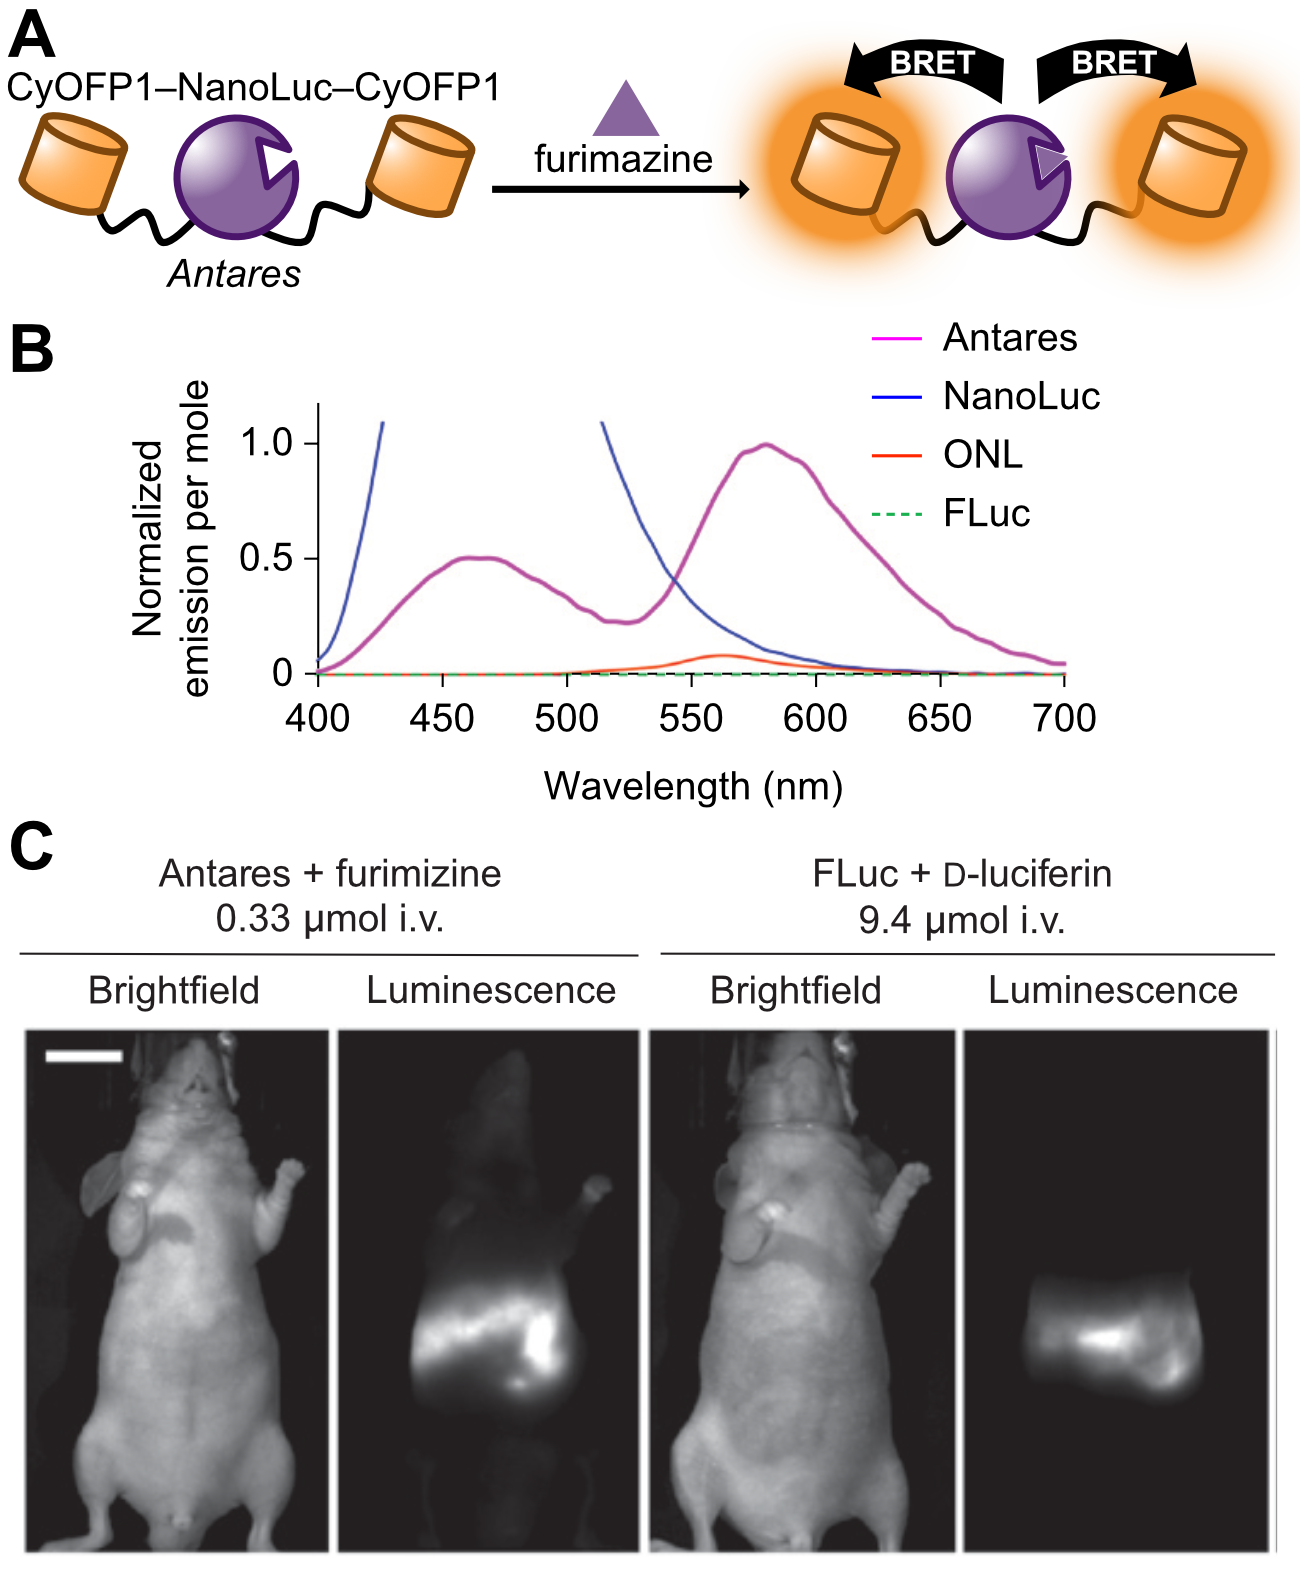 A
CyOFP1–NanoLuc–CyOFP1
Antares
furimazine
BRET
BRET
B
Normalized
emission per mole
1.0
0.5
0
400 450 500 550 600 650 700
Wavelength (nm)
Antares
NanoLuc
ONL
FLuc
C
Antares + furimizine
0.33 µmol i.v.
Brightfield
Luminescence
FLuc + D-luciferin
9.4 µmol i.v.
Brightfield
Luminescence